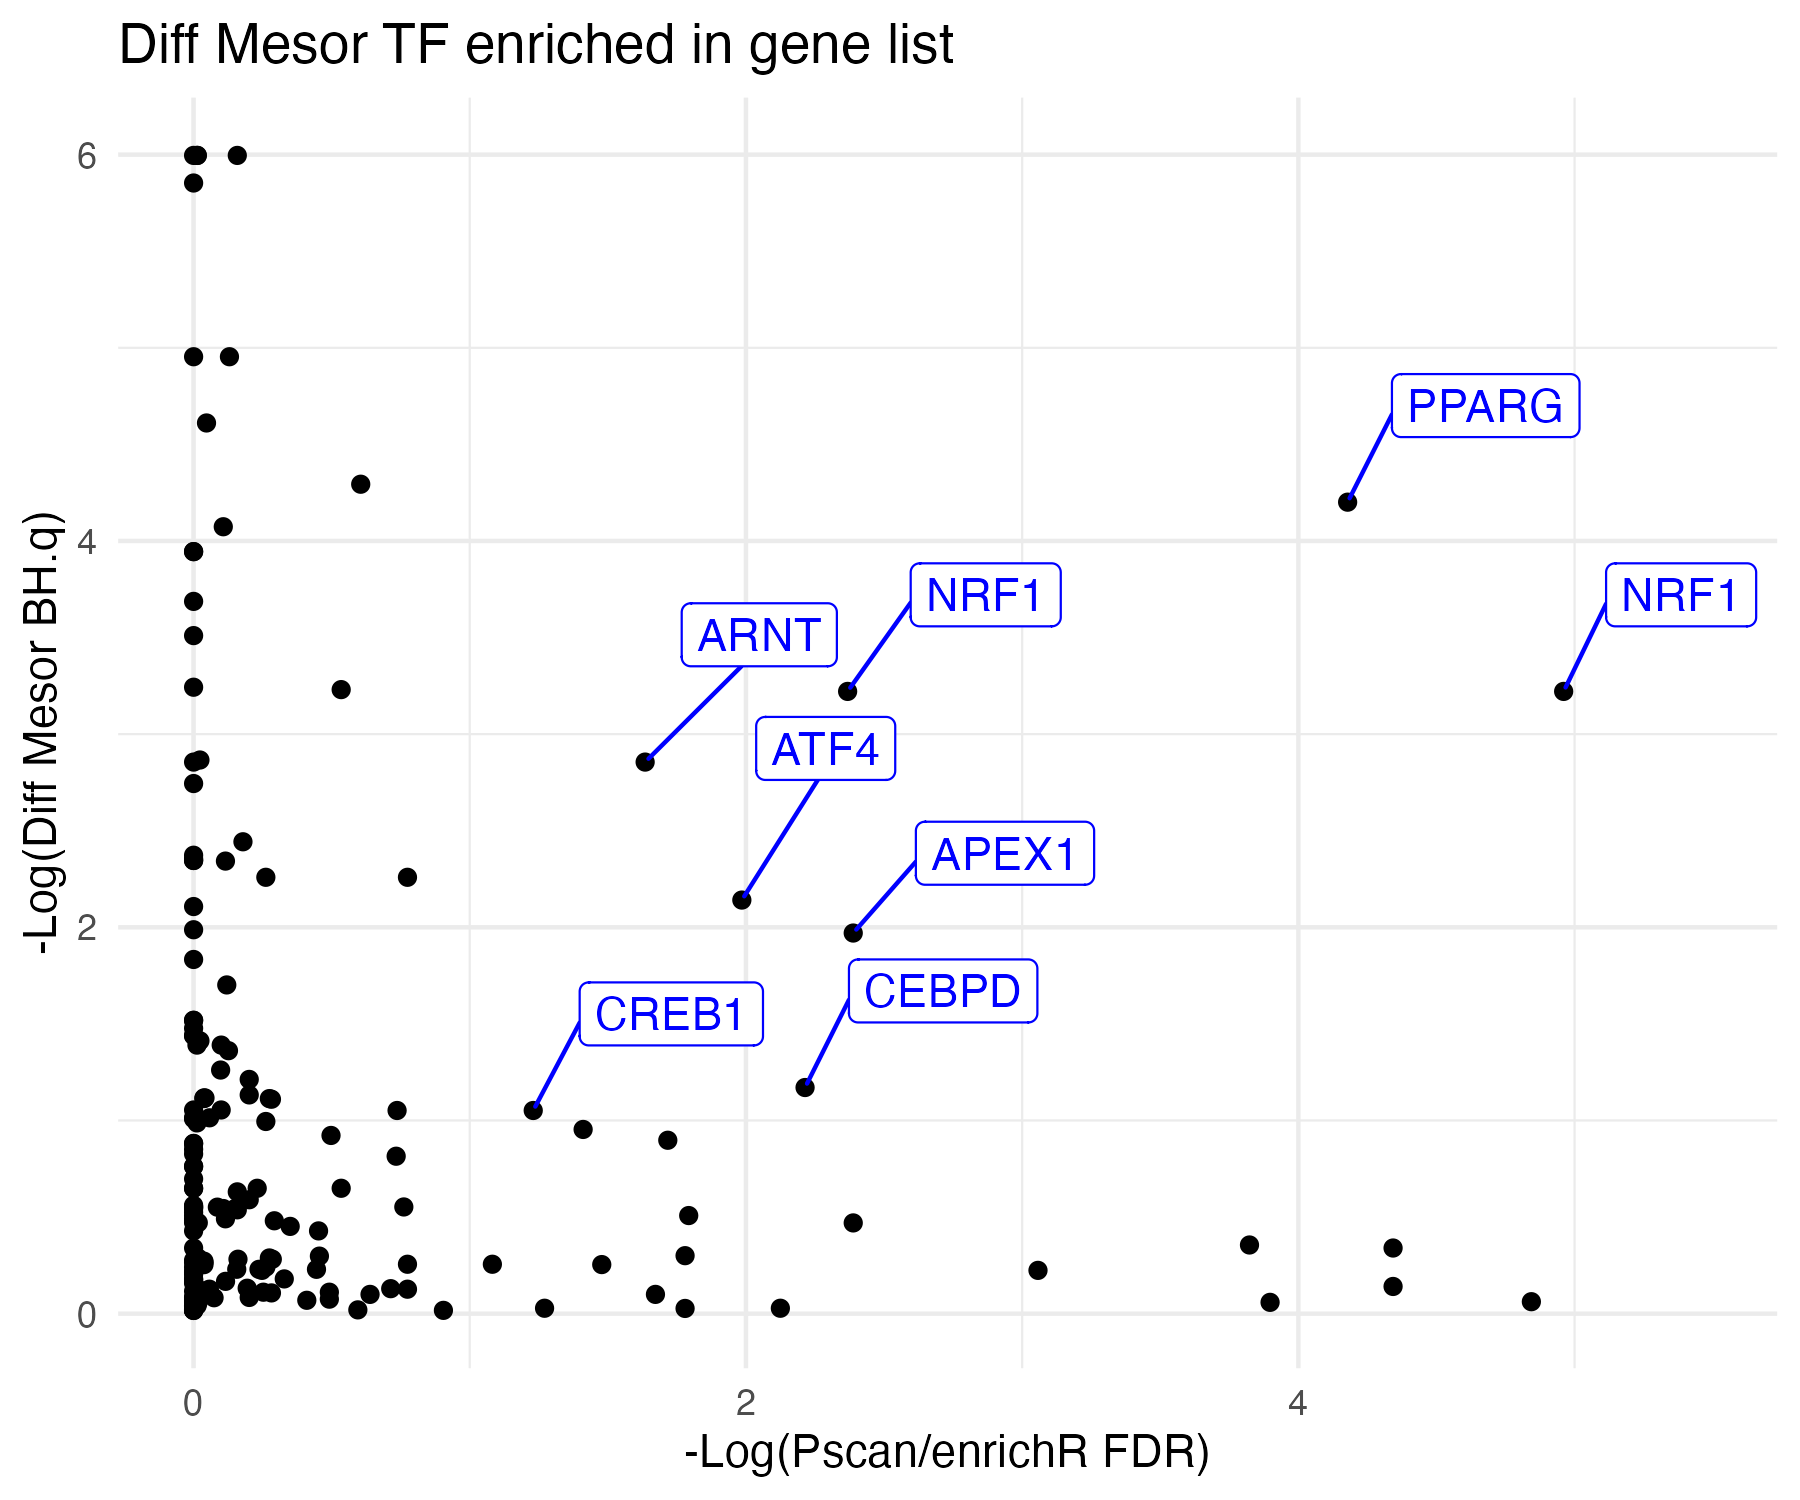 Diff Mesor TF enriched in gene list
-Log(Diff Mesor BH.q)
6
4
2
0
PPARG
NRF1
NRF1
ARNT
ATF4
APEX1
CEBPD
CREB1
0
2
4
-Log(Pscan/enrichR FDR)